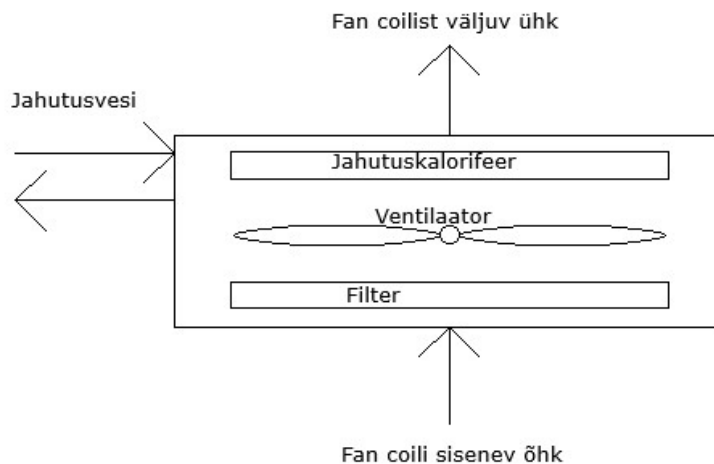 Fan coilist väljuv ühk
Jahutusvesi
Jahutuskalorifeer
Ventilaator
Filter
Fan coili sisenev õhk